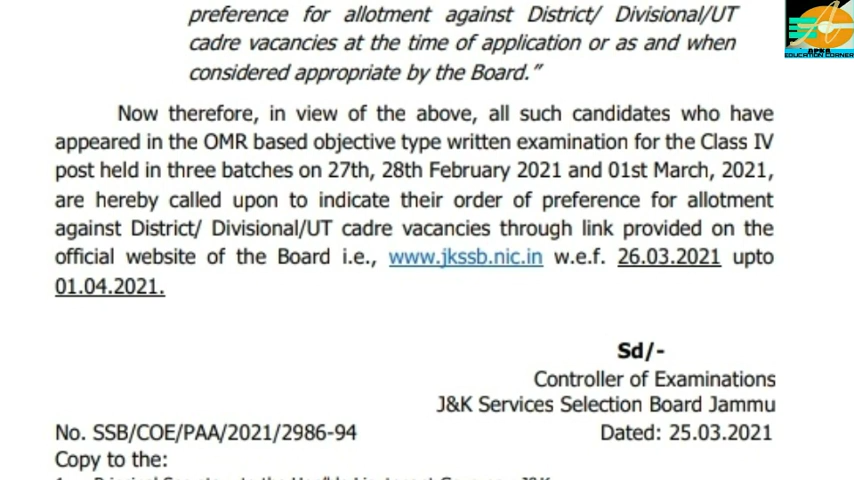 preference for allotment against District/ Divisional/UT
cadre vacancies at the time of application or as and when
considered appropriate by the Board."
Now therefore, in view of the above, all such candidates who have
appeared in the OMR based objective type written examination for the Class IV
post held in three batches on 27th, 28th February 2021 and 01st March, 2021,
are hereby called upon to indicate their order of preference for allotment
against District/ Divisional/UT cadre vacancies through link provided on the
official website of the Board i.e., www.jkssb.nic.in w.e.f. 26.03.2021 upto
01.04.2021.
Sd/-
Controller of Examinations
J&K Services Selection Board Jammu
No. SSB/COE/PAA/2021/2986-94
Dated: 25.03.2021
Copy to the:
EDUCATION CORNER